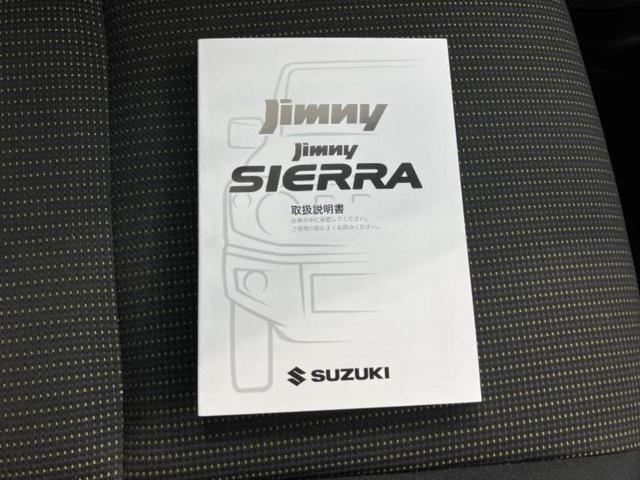 Jimny
Jimny
SIERRA
取扱説明書
お車の中に保管してください。
ご使用の前によくお読みください。
SUZUKI